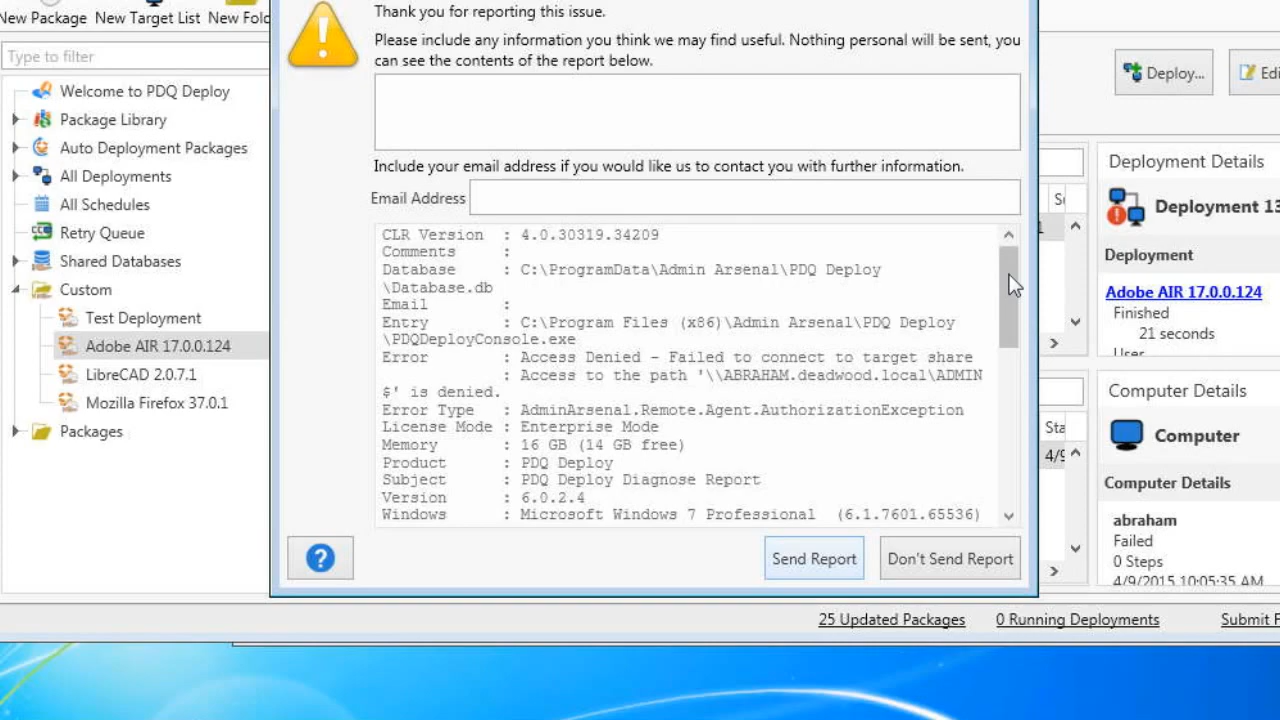 New Package New Target List New Fol
Type to filter
Welcome to PDQ Deploy
Package Library
Auto Deployment Packages
All Deployments
All Schedules
Retry Queue
Shared Databases
Custom
Test Deployment
Adobe AIR 17.0.0.124
LibreCAD 2.0.7.1
Mozilla Firefox 37.0.1
Packages
Thank you for reporting this issue.
Please include any information you think we may find useful. Nothing personal will be sent, you
can see the contents of the report below.
Include your email address if you would like us to contact you with further information.
Email Address
CLR Version : 4.0.30319.34209
Comments :
Database : C:\ProgramData\Admin Arsenal\PDQ Deploy
\Database.db
Email :
Entry : C:\Program Files (x86)\Admin Arsenal\PDQ Deploy
\PDQDeployConsole.exe
Error : Access Denied - Failed to connect to target share
: Access to the path '\\ABRAHAM.deadwood.local\ADMIN
$' is denied.
Error Type : AdminArsenal.Remote.Agent.AuthorizationException
License Mode : Enterprise Mode
Memory : 16 GB (14 GB free)
Product : PDQ Deploy
Subject : PDQ Deploy Diagnose Report
Version : 6.0.2.4
Windows : Microsoft Windows 7 Professional (6.1.7601.65536)
?
Send Report
Don't Send Report
Deploy...
Edi
Deployment Details
Deployment 13
Deployment
Adobe AIR 17.0.0.124
Finished
21 seconds
User
Computer Details
Sta
Computer
4/9
Computer Details
abraham
Failed
0 Steps
4/9/2015 10:05:35 AM
25 Updated Packages
0 Running Deployments
Submit F